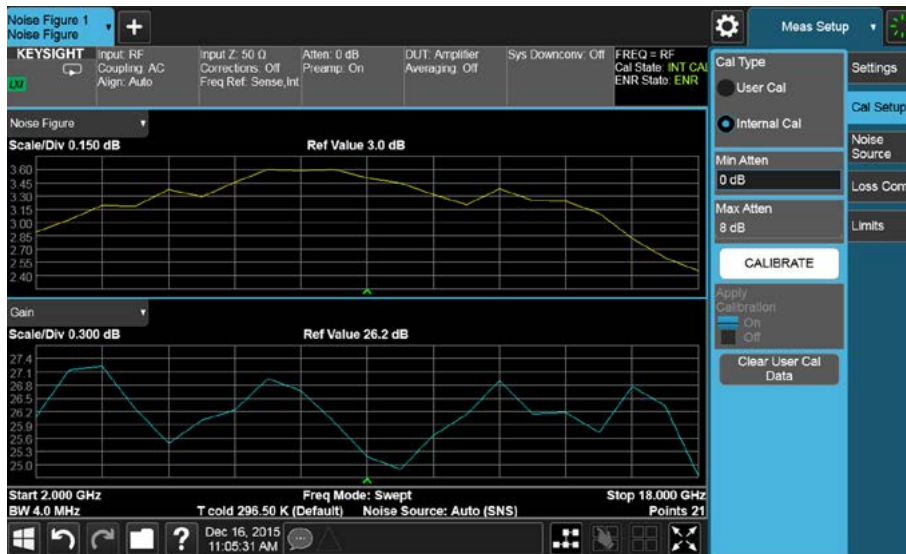 Noise Figure 1
Noise Figure
Meas Setup
KEYSIGHT
LXI
Input: RF
Coupling: AC
Align: Auto
Input Z: 50 Ω
Corrections: Off
Freq Ref: Sense,Int
Atten: 0 dB
Preamp: On
DUT: Amplifier
Averaging: Off
Sys Downconv: Off
FREQ = RF
Cal State: INT CAL
ENR State: ENR
Cal Type
User Cal
Internal Cal
Min Atten
0 dB
Max Atten
8 dB
CALIBRATE
Apply
Calibration
On
Off
Clear User Cal
Data
Settings
Cal Setup
Noise
Source
Loss Com
Limits
Noise Figure
Scale/Div 0.150 dB
Ref Value 3.0 dB
3.60
3.45
3.30
3.15
3.00
2.85
2.70
2.55
2.40
Gain
Scale/Div 0.300 dB
Ref Value 26.2 dB
27.4
27.1
26.8
26.5
26.2
25.9
25.6
25.3
25.0
Start 2.000 GHz
Freq Mode: Swept
Stop 18.000 GHz
BW 4.0 MHz
T cold 296.50 K (Default)
Noise Source: Auto (SNS)
Points 21
?
Dec 16, 2015
11:05:31 AM